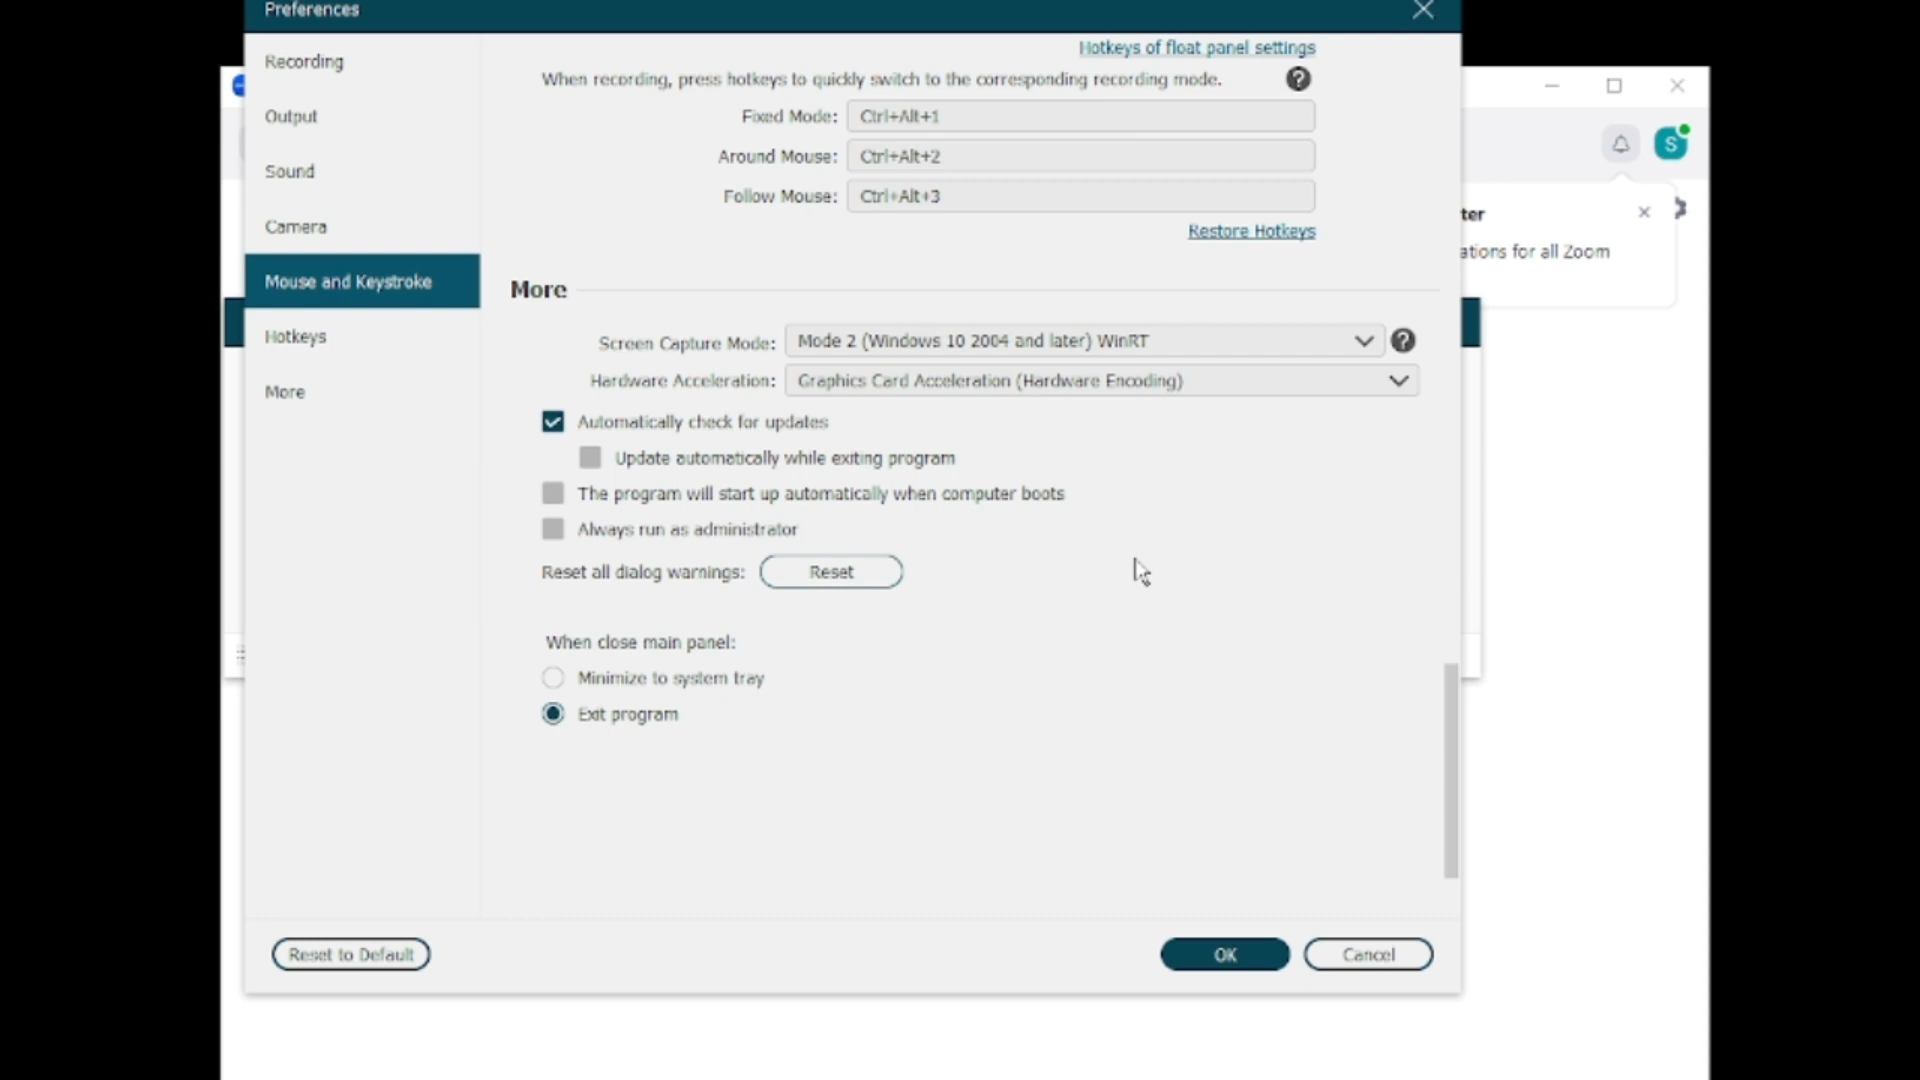 Preferences
Recording
Output
Sound
Camera
Mouse and Keystroke
Hotkeys
More
Hotkeys of float panel settings
When recording, press hotkeys to quickly switch to the corresponding recording mode. ?
Fixed Mode: Ctrl+Alt+1
Around Mouse: Ctrl+Alt+2
Follow Mouse: Ctrl+Alt+3
Restore Hotkeys
More
Screen Capture Mode: Mode 2 (Windows 10 2004 and later) WinRT ?
Hardware Acceleration: Graphics Card Acceleration (Hardware Encoding)
Automatically check for updates
Update automatically while exiting program
The program will start up automatically when computer boots
Always run as administrator
Reset all dialog warnings: Reset
When close main panel:
Minimize to system tray
Exit program
Reset to Default
OK
Cancel
S
ter
ations for all Zoom